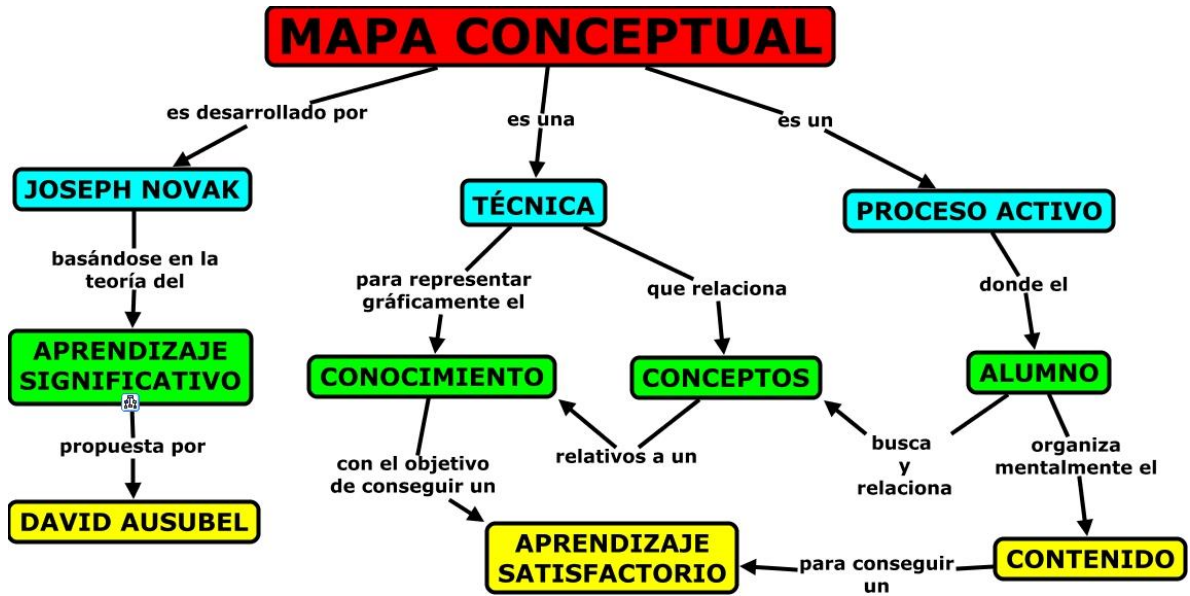 MAPA CONCEPTUAL
es desarrollado por
es una
es un
JOSEPH NOVAK
TÉCNICA
PROCESO ACTIVO
basándose en la
teoría del
para representar
gráficamente el
que relaciona
donde el
APRENDIZAJE
SIGNIFICATIVO
CONOCIMIENTO
CONCEPTOS
ALUMNO
propuesta por
con el objetivo
de conseguir un
relativos a un
busca
y
relaciona
organiza
mentalmente el
DAVID AUSUBEL
APRENDIZAJE
SATISFACTORIO
para conseguir
un
CONTENIDO